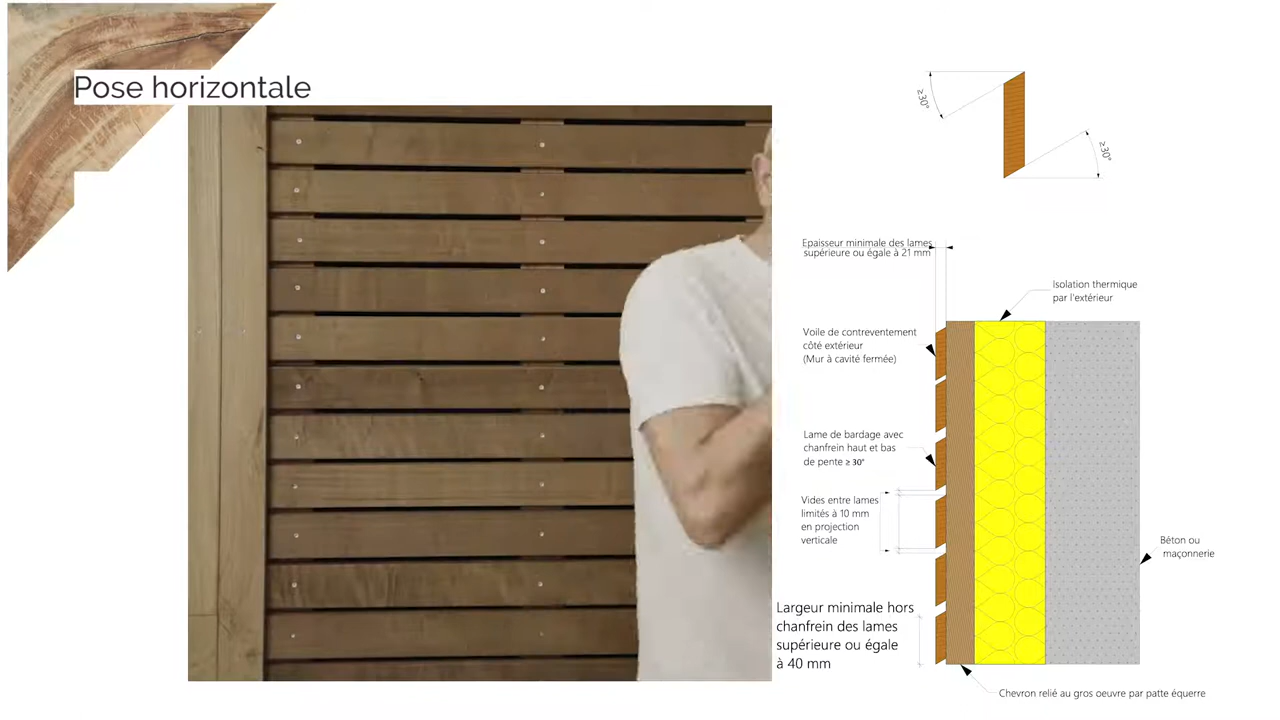 Pose horizontale
≥30°
≥30°
Epaisseur minimale des lames
supérieure ou égale à 21 mm
Isolation thermique
par l'extérieur
Voile de contreventement
côté extérieur
(Mur à cavité fermée)
Lame de bardage avec
chanfrein haut et bas
de pente ≥ 30°
Vides entre lames
limités à 10 mm
en projection
verticale
Béton ou
maçonnerie
Largeur minimale hors
chanfrein des lames
supérieure ou égale
à 40 mm
Chevron relié au gros oeuvre par patte équerre